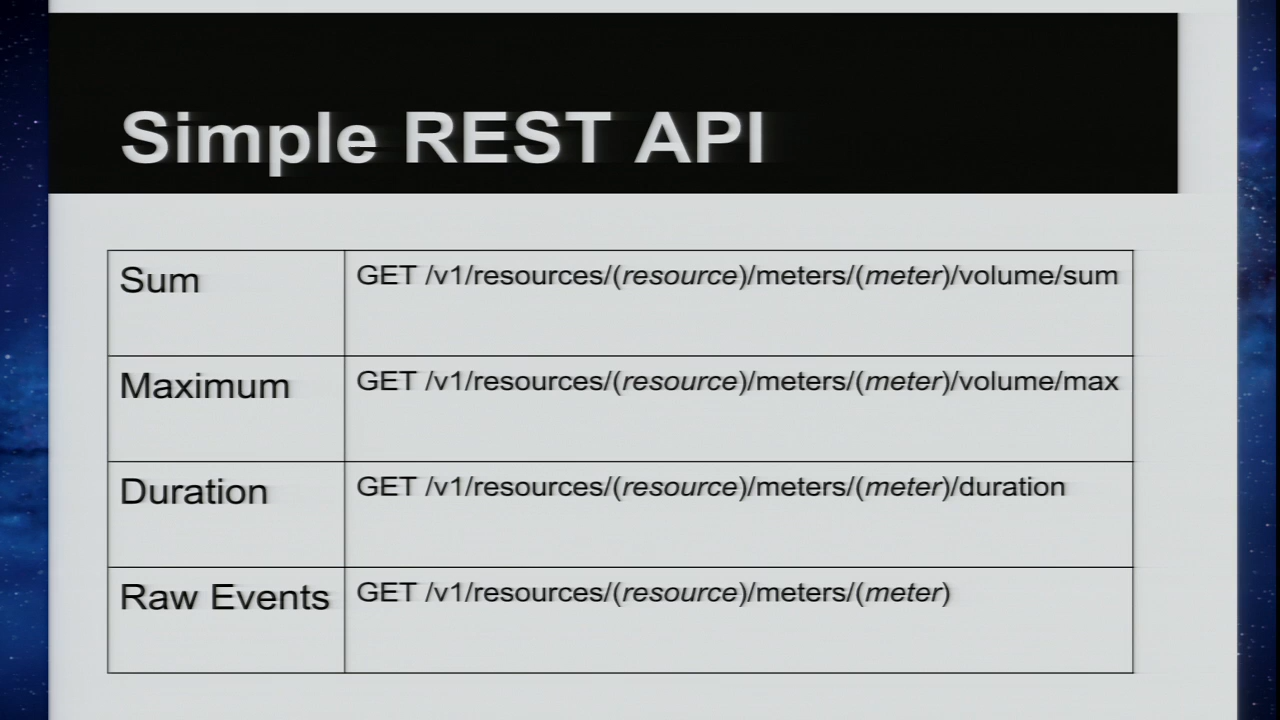 Simple REST API
Sum
GET /v1/resources/(resource)/meters/(meter)/volume/sum
Maximum
GET /v1/resources/(resource)/meters/(meter)/volume/max
Duration
GET /v1/resources/(resource)/meters/(meter)/duration
Raw Events
GET /v1/resources/(resource)/meters/(meter)